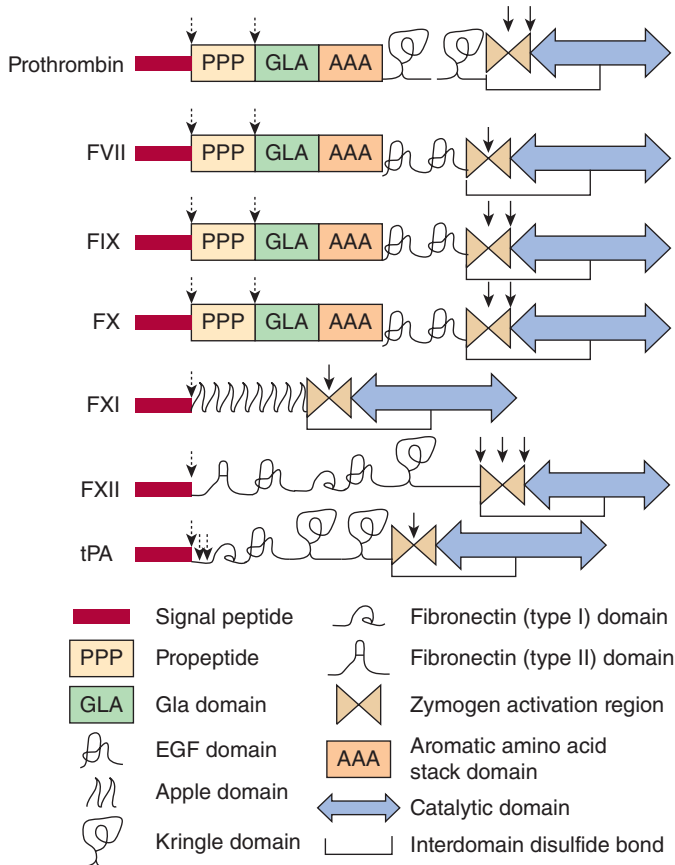 Prothrombin PPP GLA AAA
FVII PPP GLA AAA
FIX PPP GLA AAA
FX PPP GLA AAA
FXI
FXII
tPA
Signal peptide
PPP Propeptide
GLA Gla domain
EGF domain
Apple domain
Kringle domain
Fibronectin (type I) domain
Fibronectin (type II) domain
Zymogen activation region
AAA Aromatic amino acid
stack domain
Catalytic domain
Interdomain disulfide bond